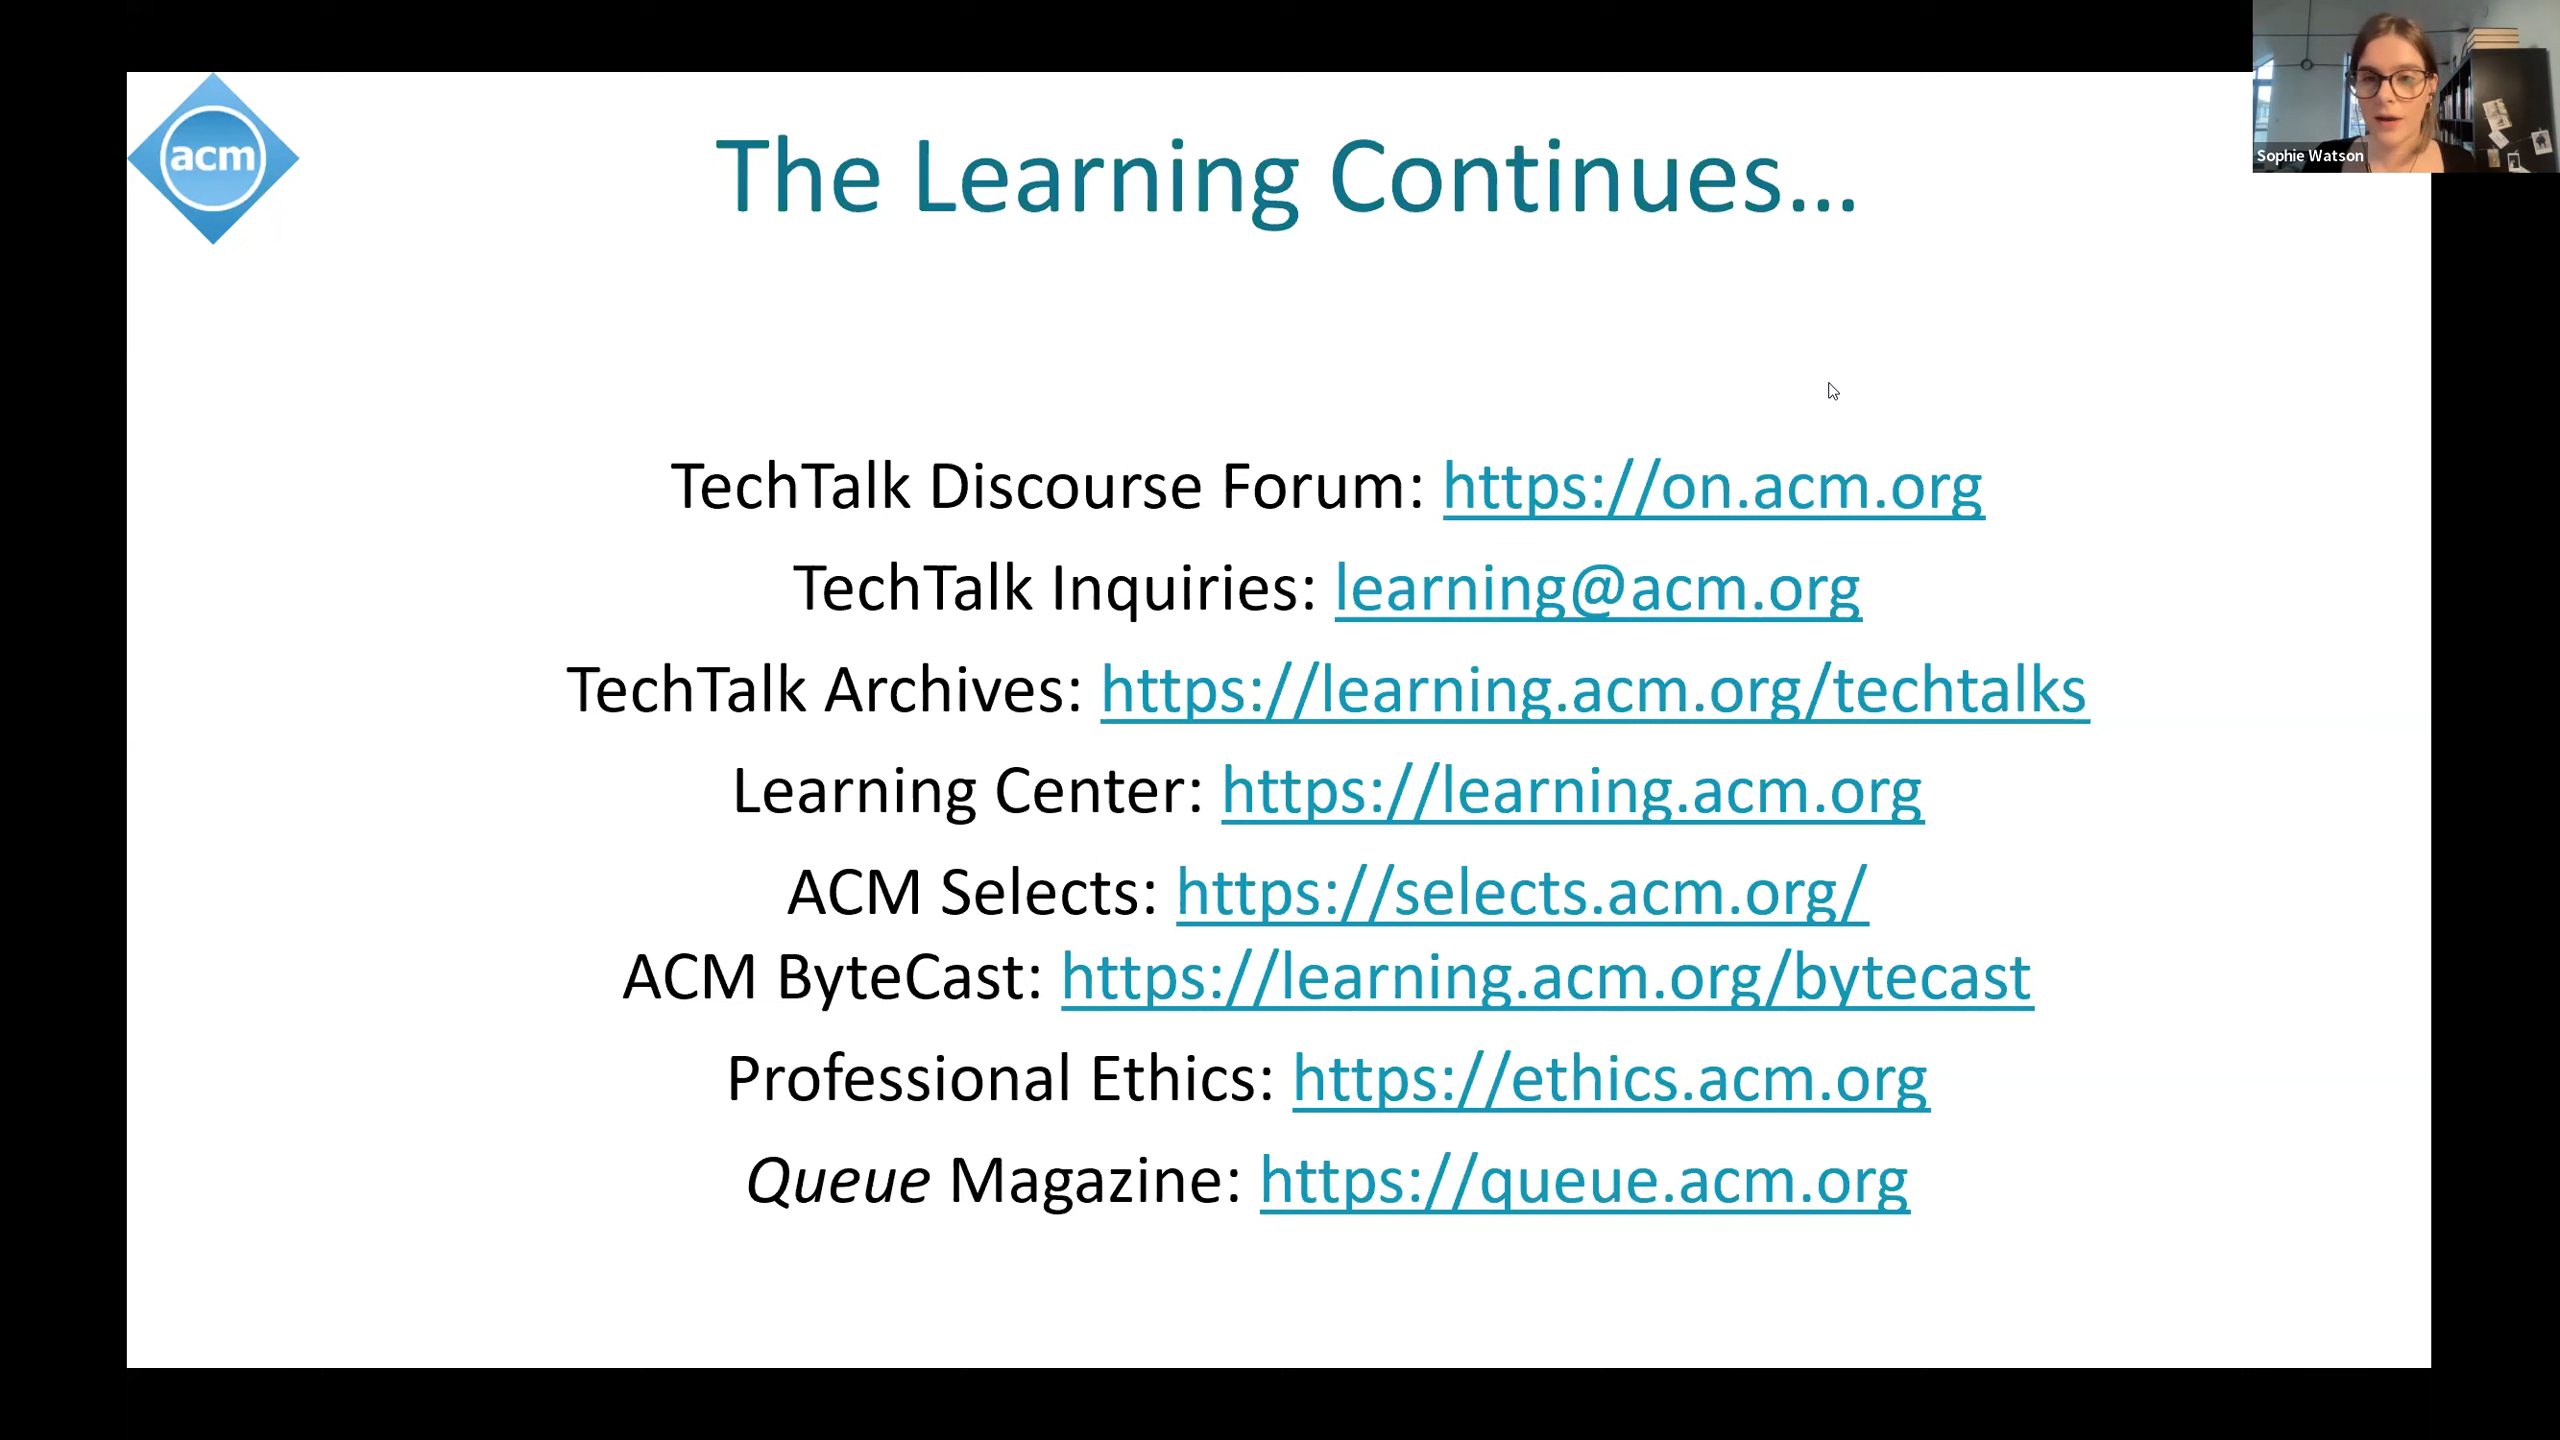 acm
The Learning Continues...
Sophie Watson
TechTalk Discourse Forum: https://on.acm.org
TechTalk Inquiries: learning@acm.org
TechTalk Archives: https://learning.acm.org/techtalks
Learning Center: https://learning.acm.org
ACM Selects: https://selects.acm.org/
ACM ByteCast: https://learning.acm.org/bytecast
Professional Ethics: https://ethics.acm.org
Queue Magazine: https://queue.acm.org